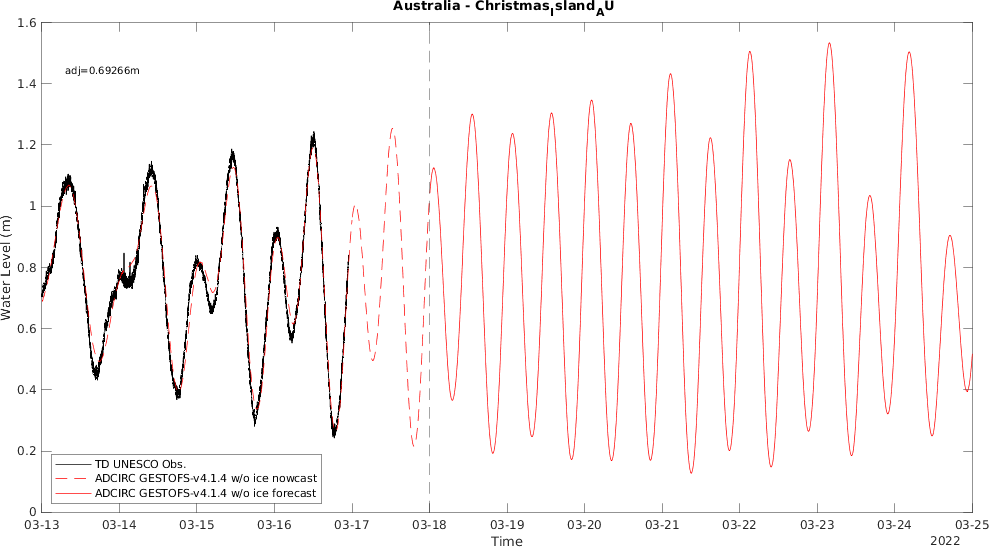 Australia - Christmas_Island_AU
1.6
1.4
1.2
1
0.8
0.6
0.4
0.2
0
Water Level (m)
adj=0.69266m
TD UNESCO Obs.
ADCIRC GESTOFS-v4.1.4 w/o ice nowcast
ADCIRC GESTOFS-v4.1.4 w/o ice forecast
03-13 03-14 03-15 03-16 03-17 03-18 03-19 03-20 03-21 03-22 03-23 03-24 03-25
Time
2022